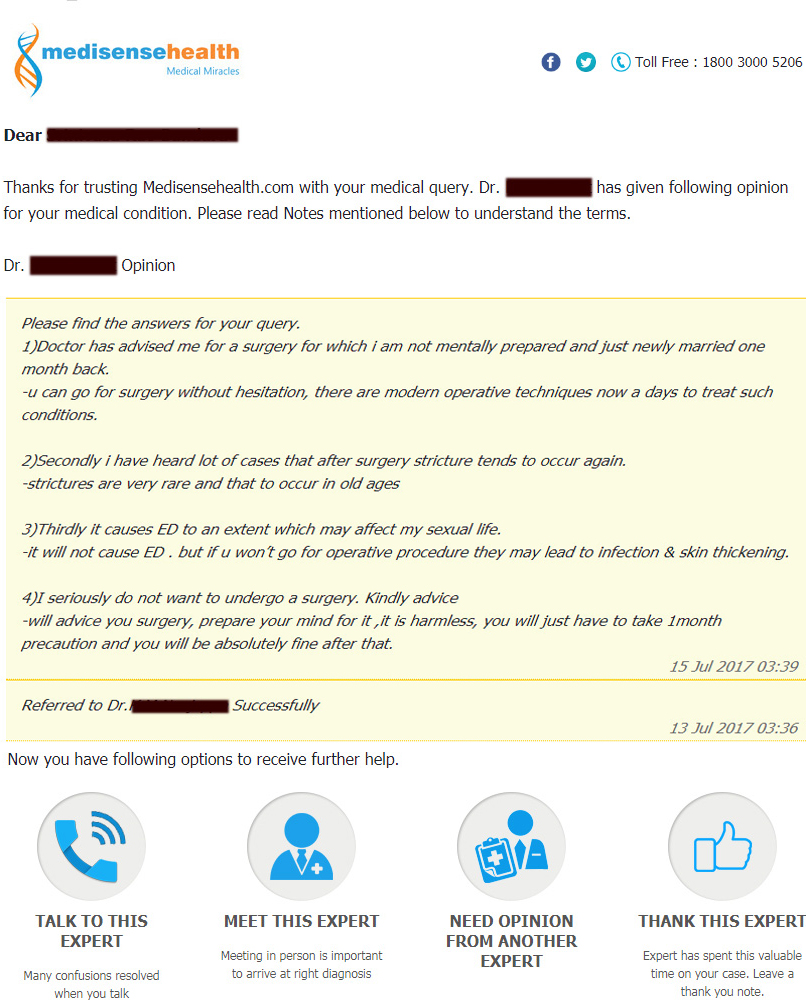 medisensehealth
Medical Miracles
Toll Free : 1800 3000 5206
Dear
Thanks for trusting Medisensehealth.com with your medical query. Dr. has given following opinion
for your medical condition. Please read Notes mentioned below to understand the terms.
Dr. Opinion
Please find the answers for your query.
1)Doctor has advised me for a surgery for which i am not mentally prepared and just newly married one
month back.
-u can go for surgery without hesitation, there are modern operative techniques now a days to treat such
conditions.
2)Secondly i have heard lot of cases that after surgery stricture tends to occur again.
-strictures are very rare and that to occur in old ages
3)Thirdly it causes ED to an extent which may affect my sexual life.
-it will not cause ED . but if u won't go for operative procedure they may lead to infection & skin thickening.
4)I seriously do not want to undergo a surgery. Kindly advice
-will advice you surgery, prepare your mind for it ,it is harmless, you will just have to take 1month
precaution and you will be absolutely fine after that.
15 Jul 2017 03:39
Referred to Dr. Successfully
13 Jul 2017 03:36
Now you have following options to receive further help.
TALK TO THIS
EXPERT
Many confusions resolved
when you talk
MEET THIS EXPERT
Meeting in person is important
to arrive at right diagnosis
NEED OPINION
FROM ANOTHER
EXPERT
THANK THIS EXPERT
Expert has spent this valuable
time on your case. Leave a
thank you note.